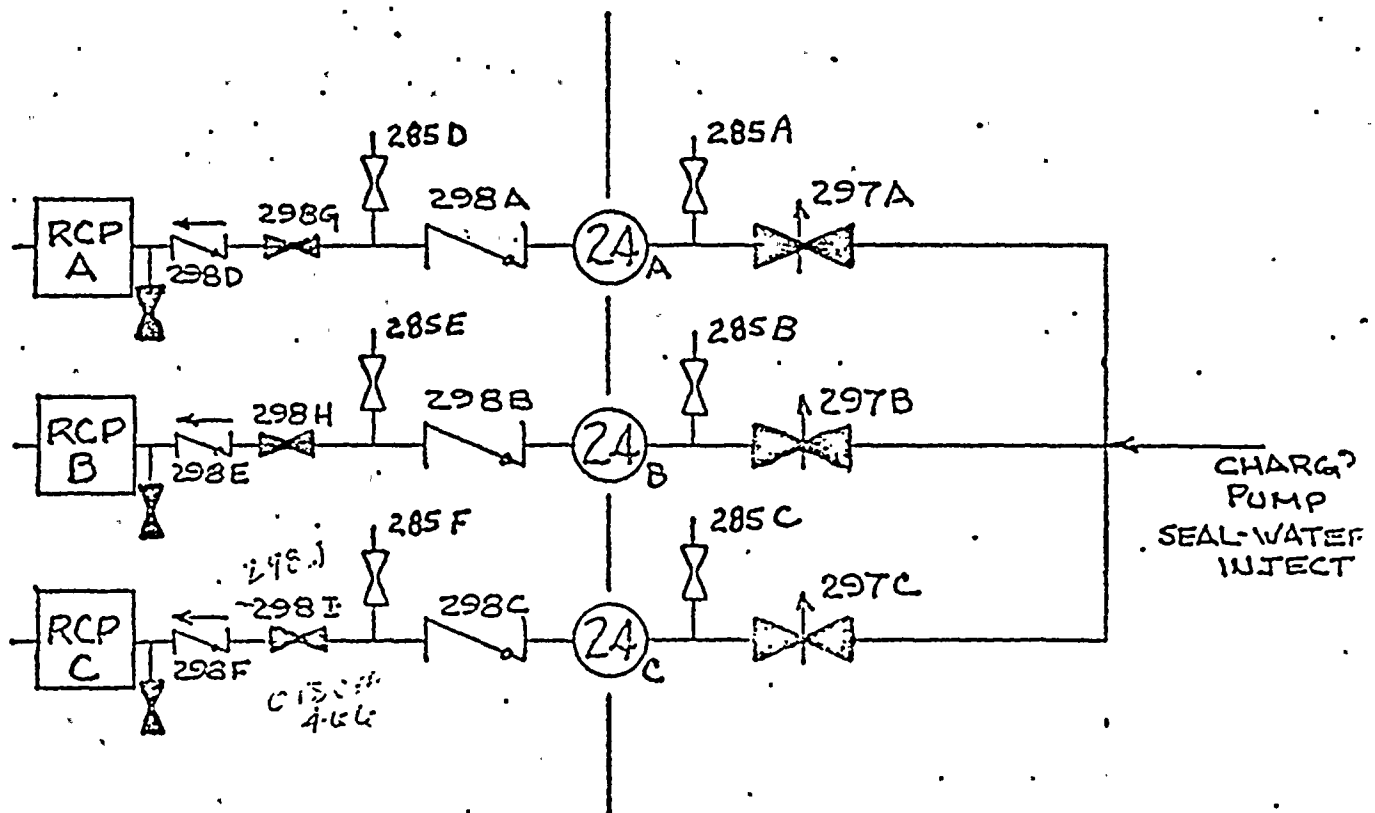 285D
285A
298G
298A
297A
RCP
A
298D
24
A
285E
285B
298H
298B
297B
RCP
B
298E
24
B
CHARG?
PUMP
SEAL-WATER
INJECT
285F
285C
298I
298C
297C
RCP
C
298F
24
C